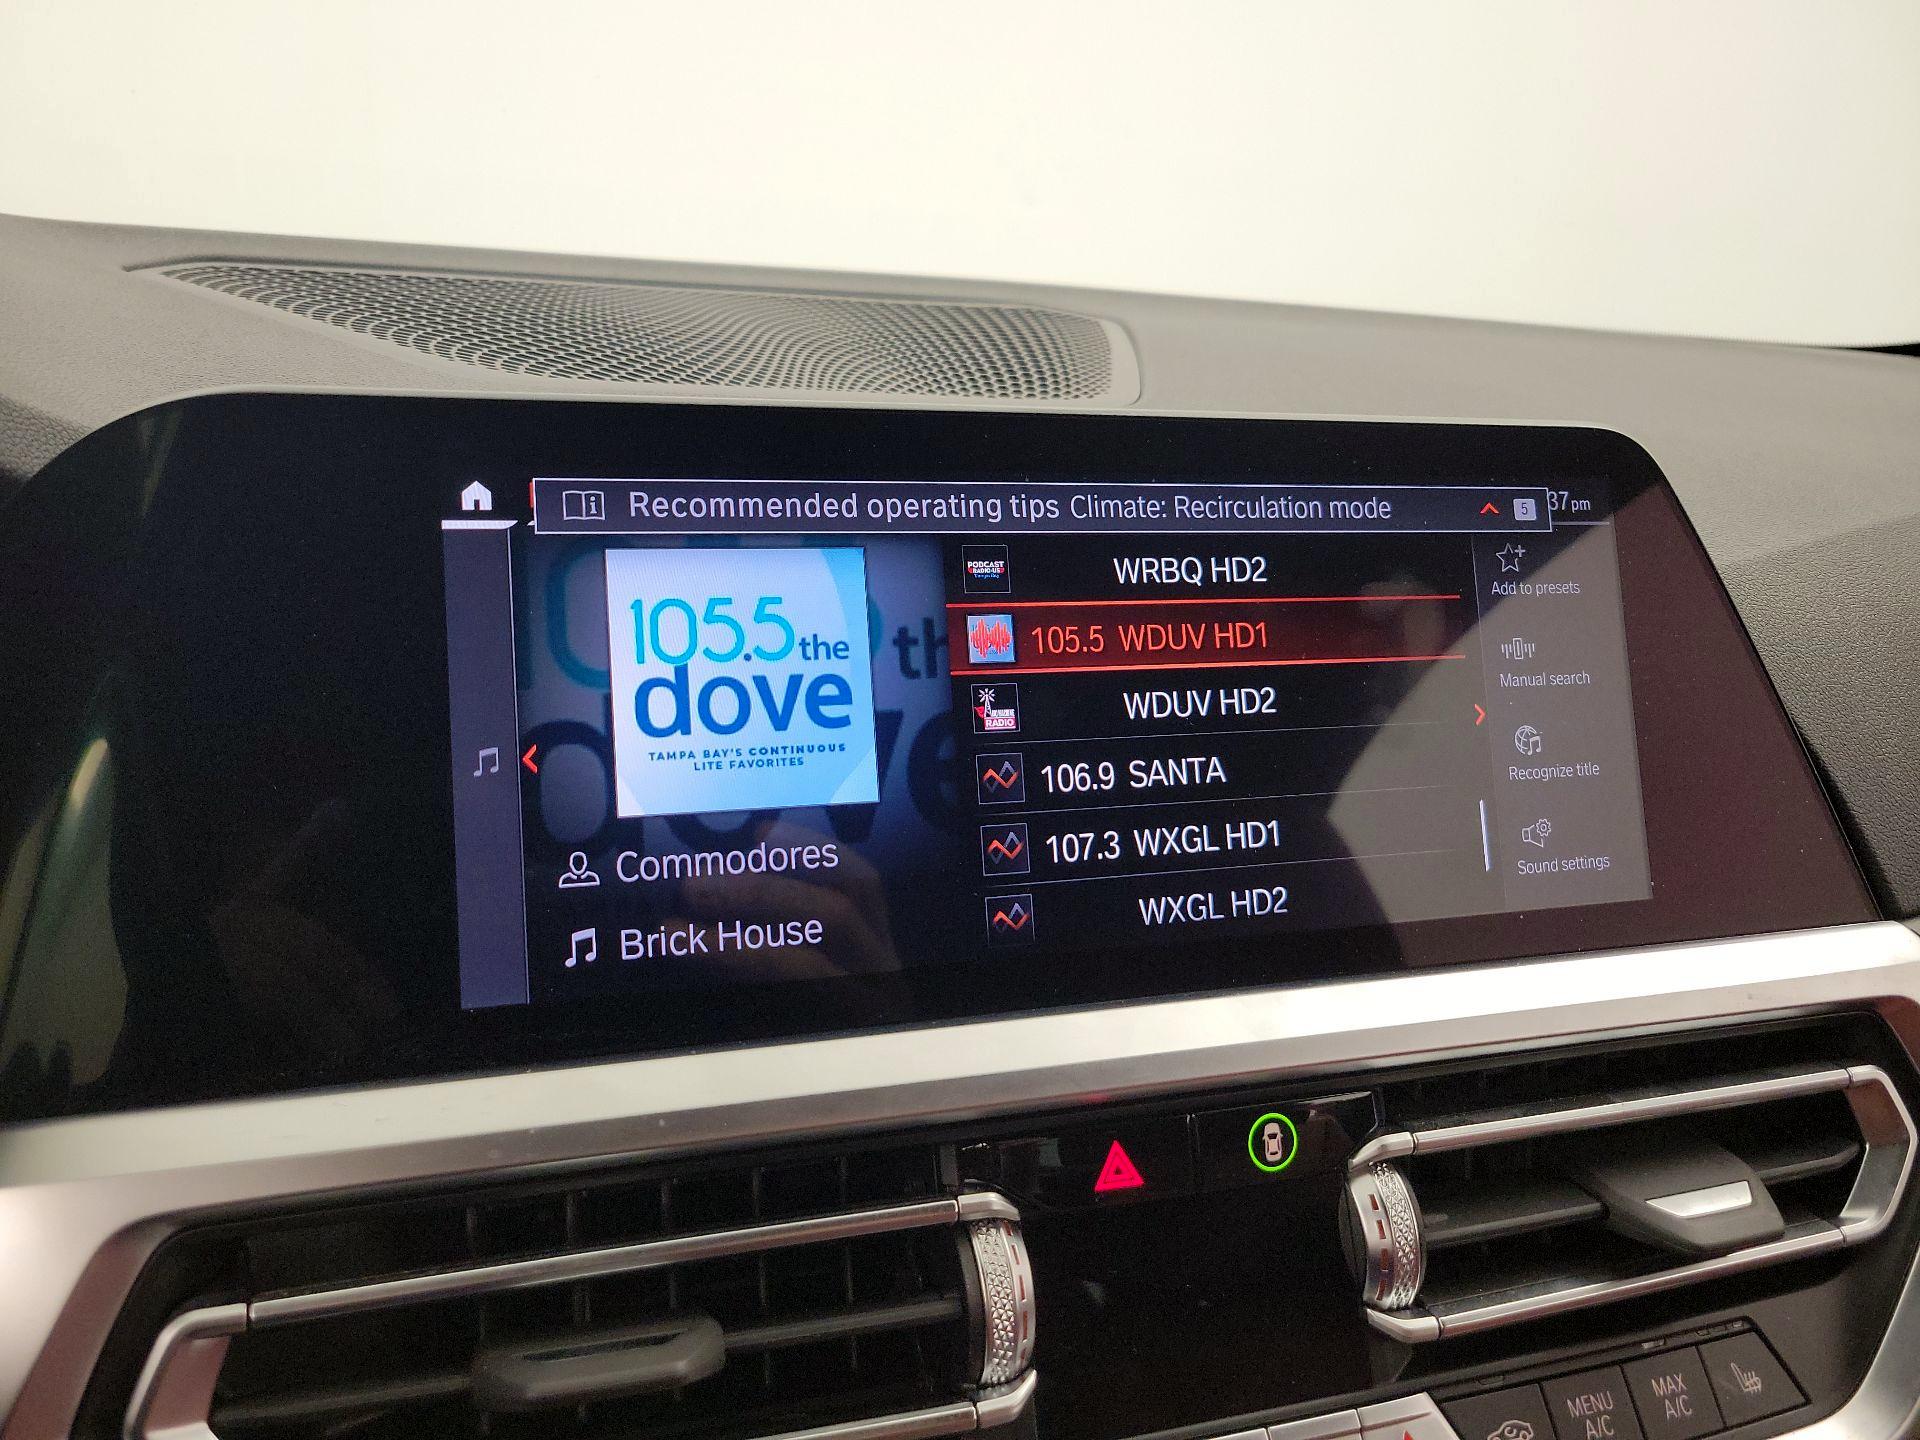 Recommended operating tips Climate: Recirculation mode
5
37 pm
105.5 the
dove
TAMPA BAY'S CONTINUOUS
LITE FAVORITES
Commodores
Brick House
PODCAST
WRBQ HD2
105.5 WDUV HD1
RADIO
WDUV HD2
106.9 SANTA
107.3 WXGL HD1
WXGL HD2
Add to presets
Manual search
Recognize title
Sound settings
MENU
A/C
MAX
A/C